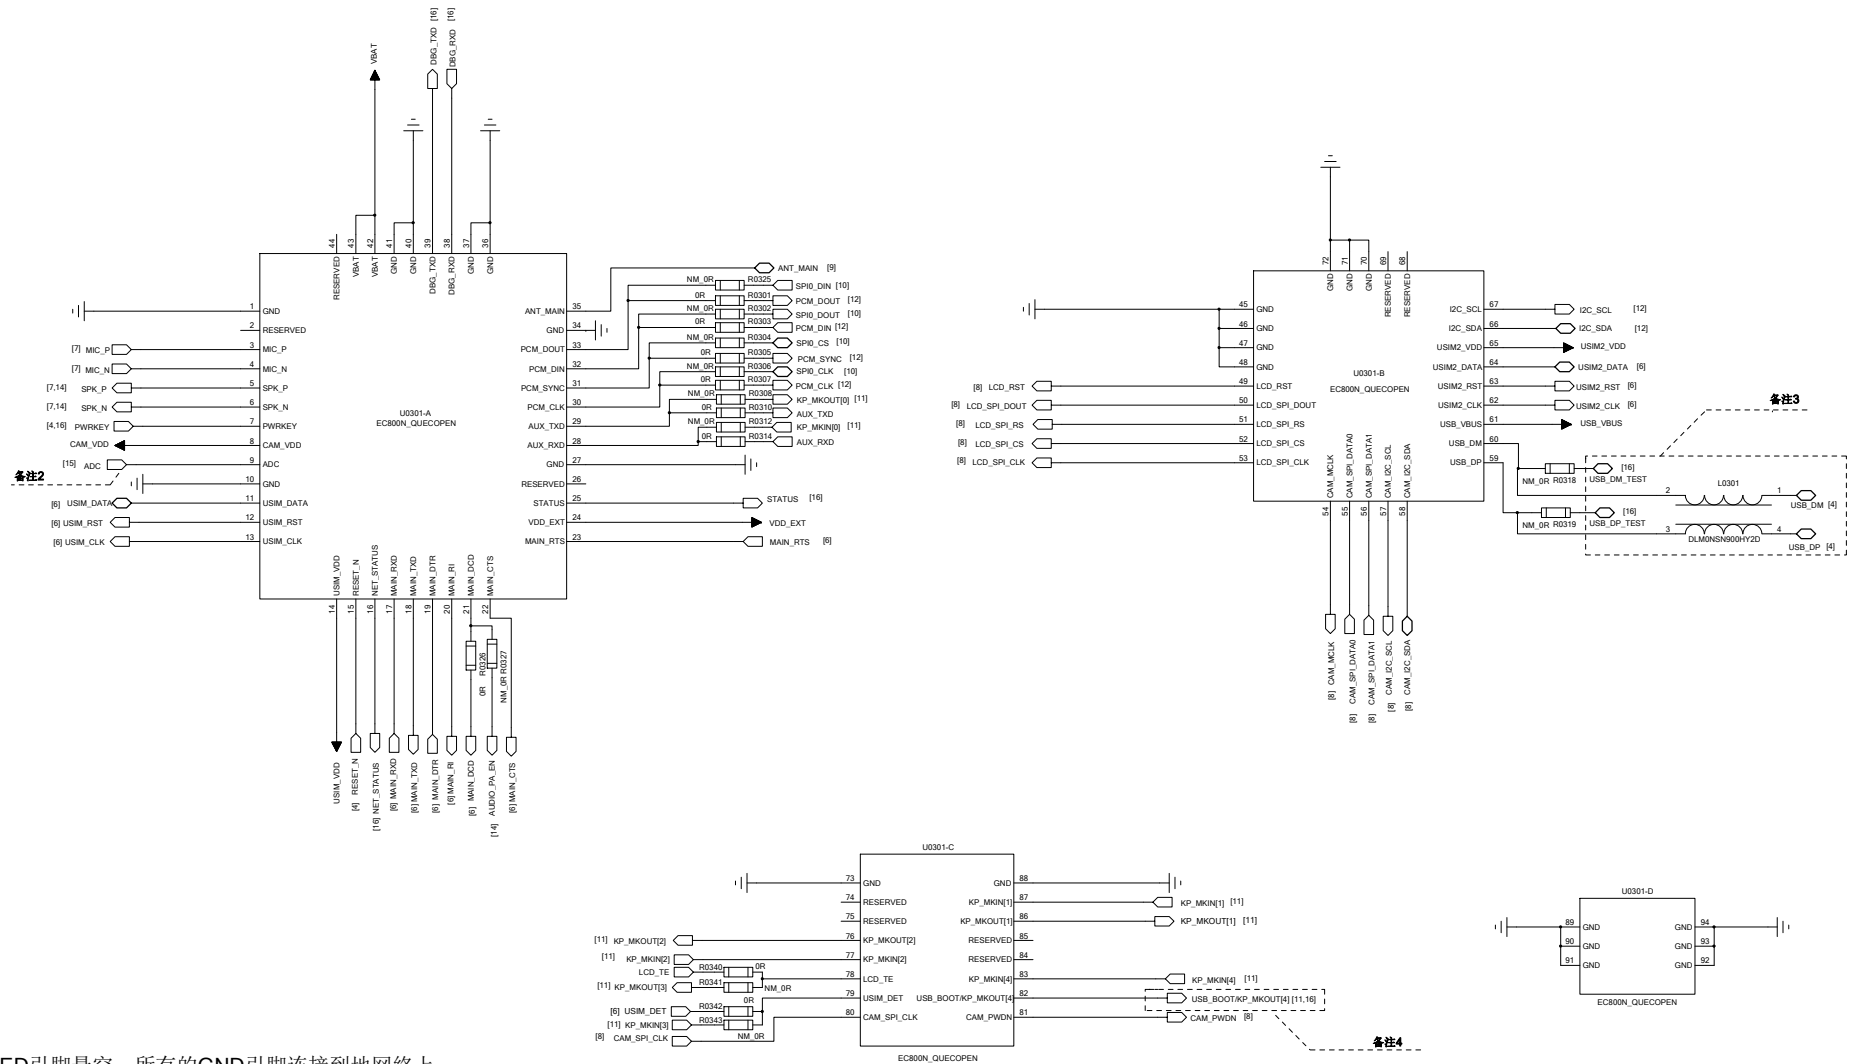 VBAT
DBG_TXD [16]
DBG_RXD [16]
44 43 42 41 40 39 38 37 36
RESERVED VBAT VBAT GND GND DBG_TXD DBG_RXD GND GND
U0301-A
EC800N_QUECOPEN
1 GND
2 RESERVED
[7] MIC_P 3 MIC_P
[7] MIC_N 4 MIC_N
[7,14] SPK_P 5 SPK_P
[7,14] SPK_N 6 SPK_N
[4,16] PWRKEY 7 PWRKEY
CAM_VDD 8 CAM_VDD
[15] ADC 9 ADC
备注2
10 GND
[6] USIM_DATA 11 USIM_DATA
[6] USIM_RST 12 USIM_RST
[6] USIM_CLK 13 USIM_CLK
ANT_MAIN 35 ANT_MAIN [9]
GND 34
PCM_DOUT 33
NM_0R R0325 SPI0_DIN [10]
0R R0301 PCM_DOUT [12]
PCM_DIN 32
NM_0R R0302 SPI0_DOUT [10]
0R R0303 PCM_DIN [12]
PCM_SYNC 31
NM_0R R0304 SPI0_CS [10]
0R R0305 PCM_SYNC [12]
PCM_CLK 30
NM_0R R0306 SPI0_CLK [10]
0R R0307 PCM_CLK [12]
AUX_TXD 29
NM_0R R0308 KP_MKOUT[0] [11]
0R R0310 AUX_TXD
AUX_RXD 28
NM_0R R0312 KP_MKIN[0] [11]
0R R0314 AUX_RXD
GND 27
RESERVED 26
STATUS 25 STATUS [16]
VDD_EXT 24 VDD_EXT
MAIN_RTS 23 MAIN_RTS [6]
USIM_VDD RESET_N NET_STATUS MAIN_RXD MAIN_TXD MAIN_DTR MAIN_RI MAIN_DCD MAIN_CTS
14 15 16 17 18 19 20 21 22
0R R0326
NM_0R R0327
USIM_VDD
[4] RESET_N
[16] NET_STATUS
[6] MAIN_RXD
[6] MAIN_TXD
[6] MAIN_DTR
[6] MAIN_RI
[6] MAIN_DCD
[14] AUDIO_PA_EN
[6] MAIN_CTS
72 71 70 69 68
GND GND GND RESERVED RESERVED
U0301-B
EC800N_QUECOPEN
45 GND
46 GND
47 GND
48 GND
[8] LCD_RST 49 LCD_RST
[8] LCD_SPI_DOUT 50 LCD_SPI_DOUT
[8] LCD_SPI_RS 51 LCD_SPI_RS
[8] LCD_SPI_CS 52 LCD_SPI_CS
[8] LCD_SPI_CLK 53 LCD_SPI_CLK
I2C_SCL 67 I2C_SCL [12]
I2C_SDA 66 I2C_SDA [12]
USIM2_VDD 65 USIM2_VDD
USIM2_DATA 64 USIM2_DATA [6]
USIM2_RST 63 USIM2_RST [6]
USIM2_CLK 62 USIM2_CLK [6]
USB_VBUS 61 USB_VBUS
USB_DM 60
USB_DP 59
备注3
NM_0R R0318 [16]
USB_DM_TEST
L0301
2 1
USB_DM [4]
NM_0R R0319 [16]
USB_DP_TEST
3 4
DLM0NSN900HY2D
USB_DP [4]
CAM_MCLK CAM_SPI_DATA0 CAM_SPI_DATA1 CAM_I2C_SCL CAM_I2C_SDA
54 55 56 57 58
[8] CAM_MCLK
[8] CAM_SPI_DATA0
[8] CAM_SPI_DATA1
[8] CAM_I2C_SCL
[8] CAM_I2C_SDA
U0301-C
73 GND
74 RESERVED
75 RESERVED
[11] KP_MKOUT[2] 76 KP_MKOUT[2]
[11] KP_MKIN[2] 77 KP_MKIN[2]
LCD_TE R0340 0R 78 LCD_TE
[11] KP_MKOUT[3] R0341 NM_0R
79 USIM_DET
0R
[6] USIM_DET R0342
[11] KP_MKIN[3] R0343
NM_0R
[8] CAM_SPI_CLK 80 CAM_SPI_CLK
GND 88
KP_MKIN[1] 87 KP_MKIN[1] [11]
KP_MKOUT[1] 86 KP_MKOUT[1] [11]
RESERVED 85
RESERVED 84
KP_MKIN[4] 83 KP_MKIN[4] [11]
USB_BOOT/KP_MKOUT[4] 82 USB_BOOT/KP_MKOUT[4] [11,16]
CAM_PWDN 81 CAM_PWDN [8]
备注4
EC800N_QUECOPEN
U0301-D
89 GND GND 94
90 GND GND 93
91 GND GND 92
EC800N_QUECOPEN